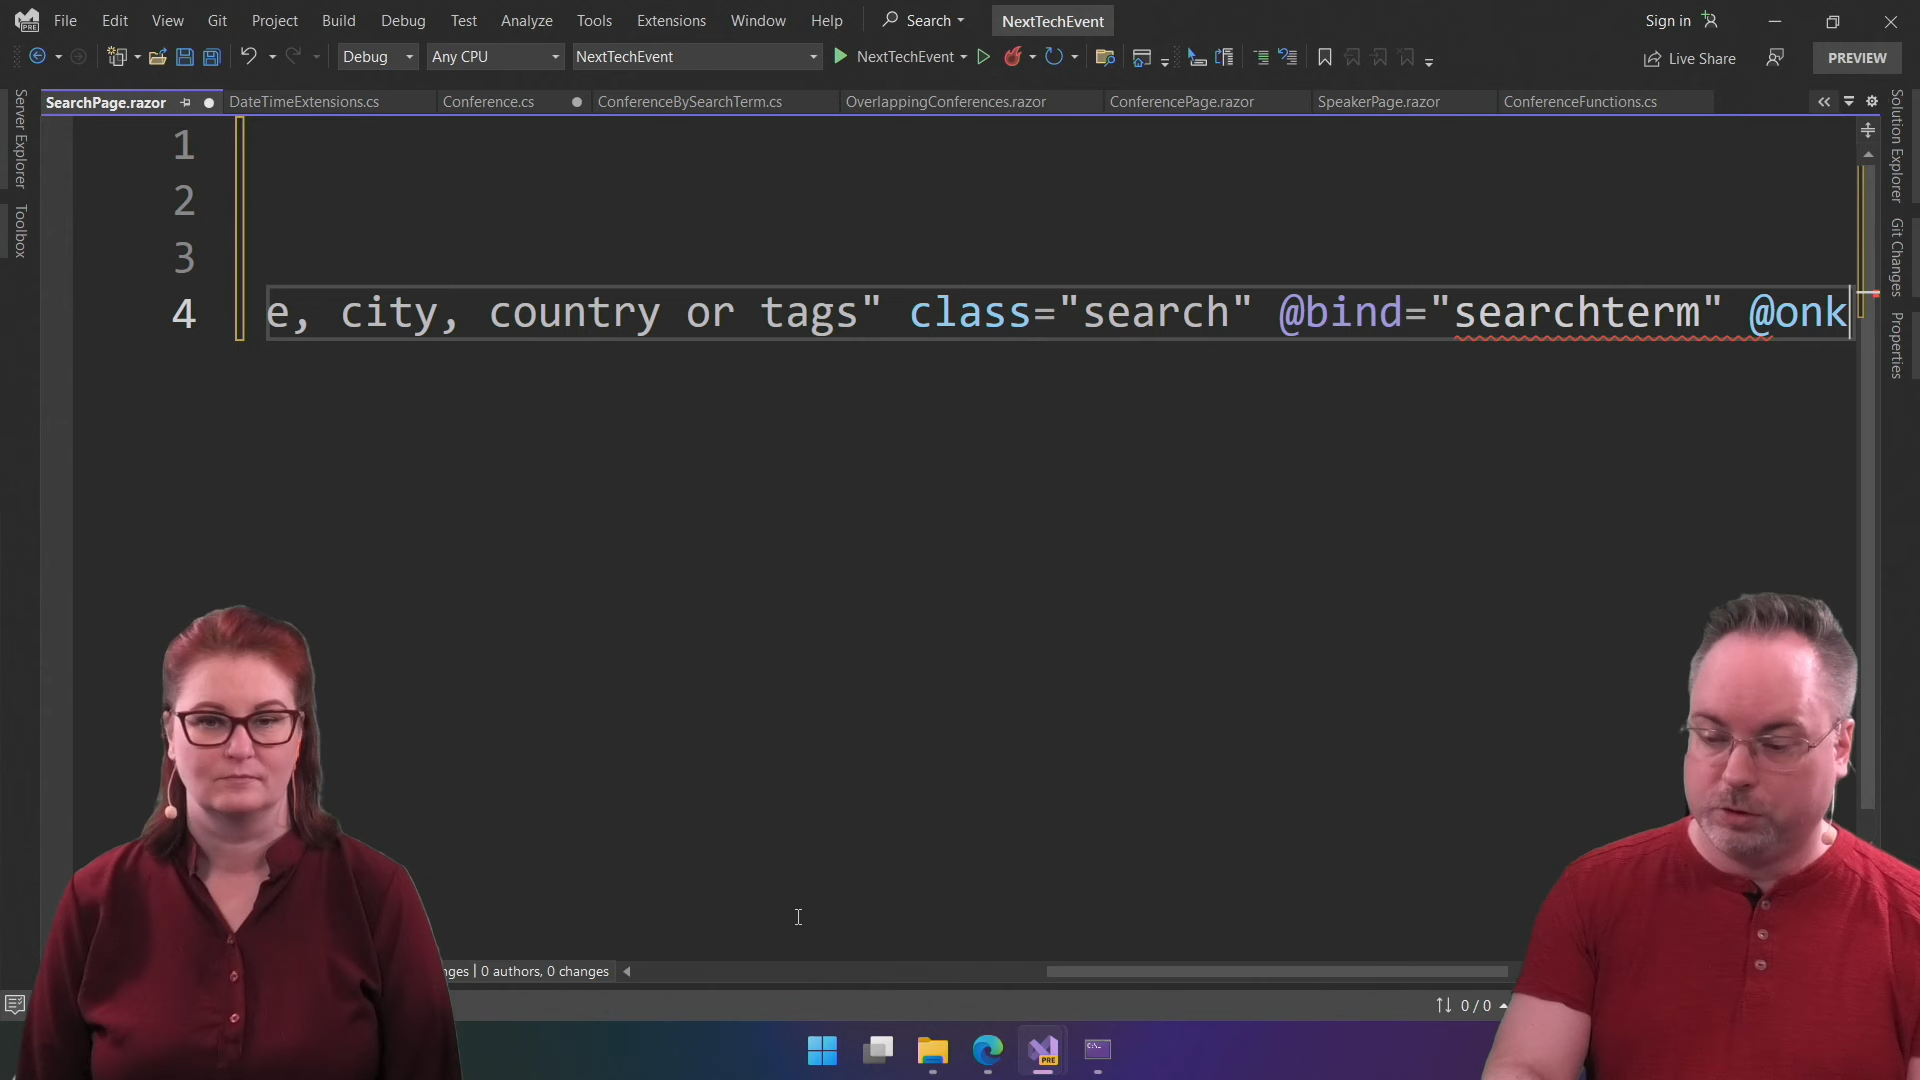 File Edit View Git Project Build Debug Test Analyze Tools Extensions Window Help Search NextTechEvent Sign in
Debug Any CPU NextTechEvent NextTechEvent Live Share PREVIEW
SearchPage.razor DateTimeExtensions.cs Conference.cs ConferenceBySearchTerm.cs OverlappingConferences.razor ConferencePage.razor SpeakerPage.razor ConferenceFunctions.cs
Server Explorer
Toolbox
Solution Explorer
Git Changes
Properties
1
2
3
4 e, city, country or tags" class="search" @bind="searchterm" @onk
nges | 0 authors, 0 changes
0 / 0
PRE
PRE
C:\_